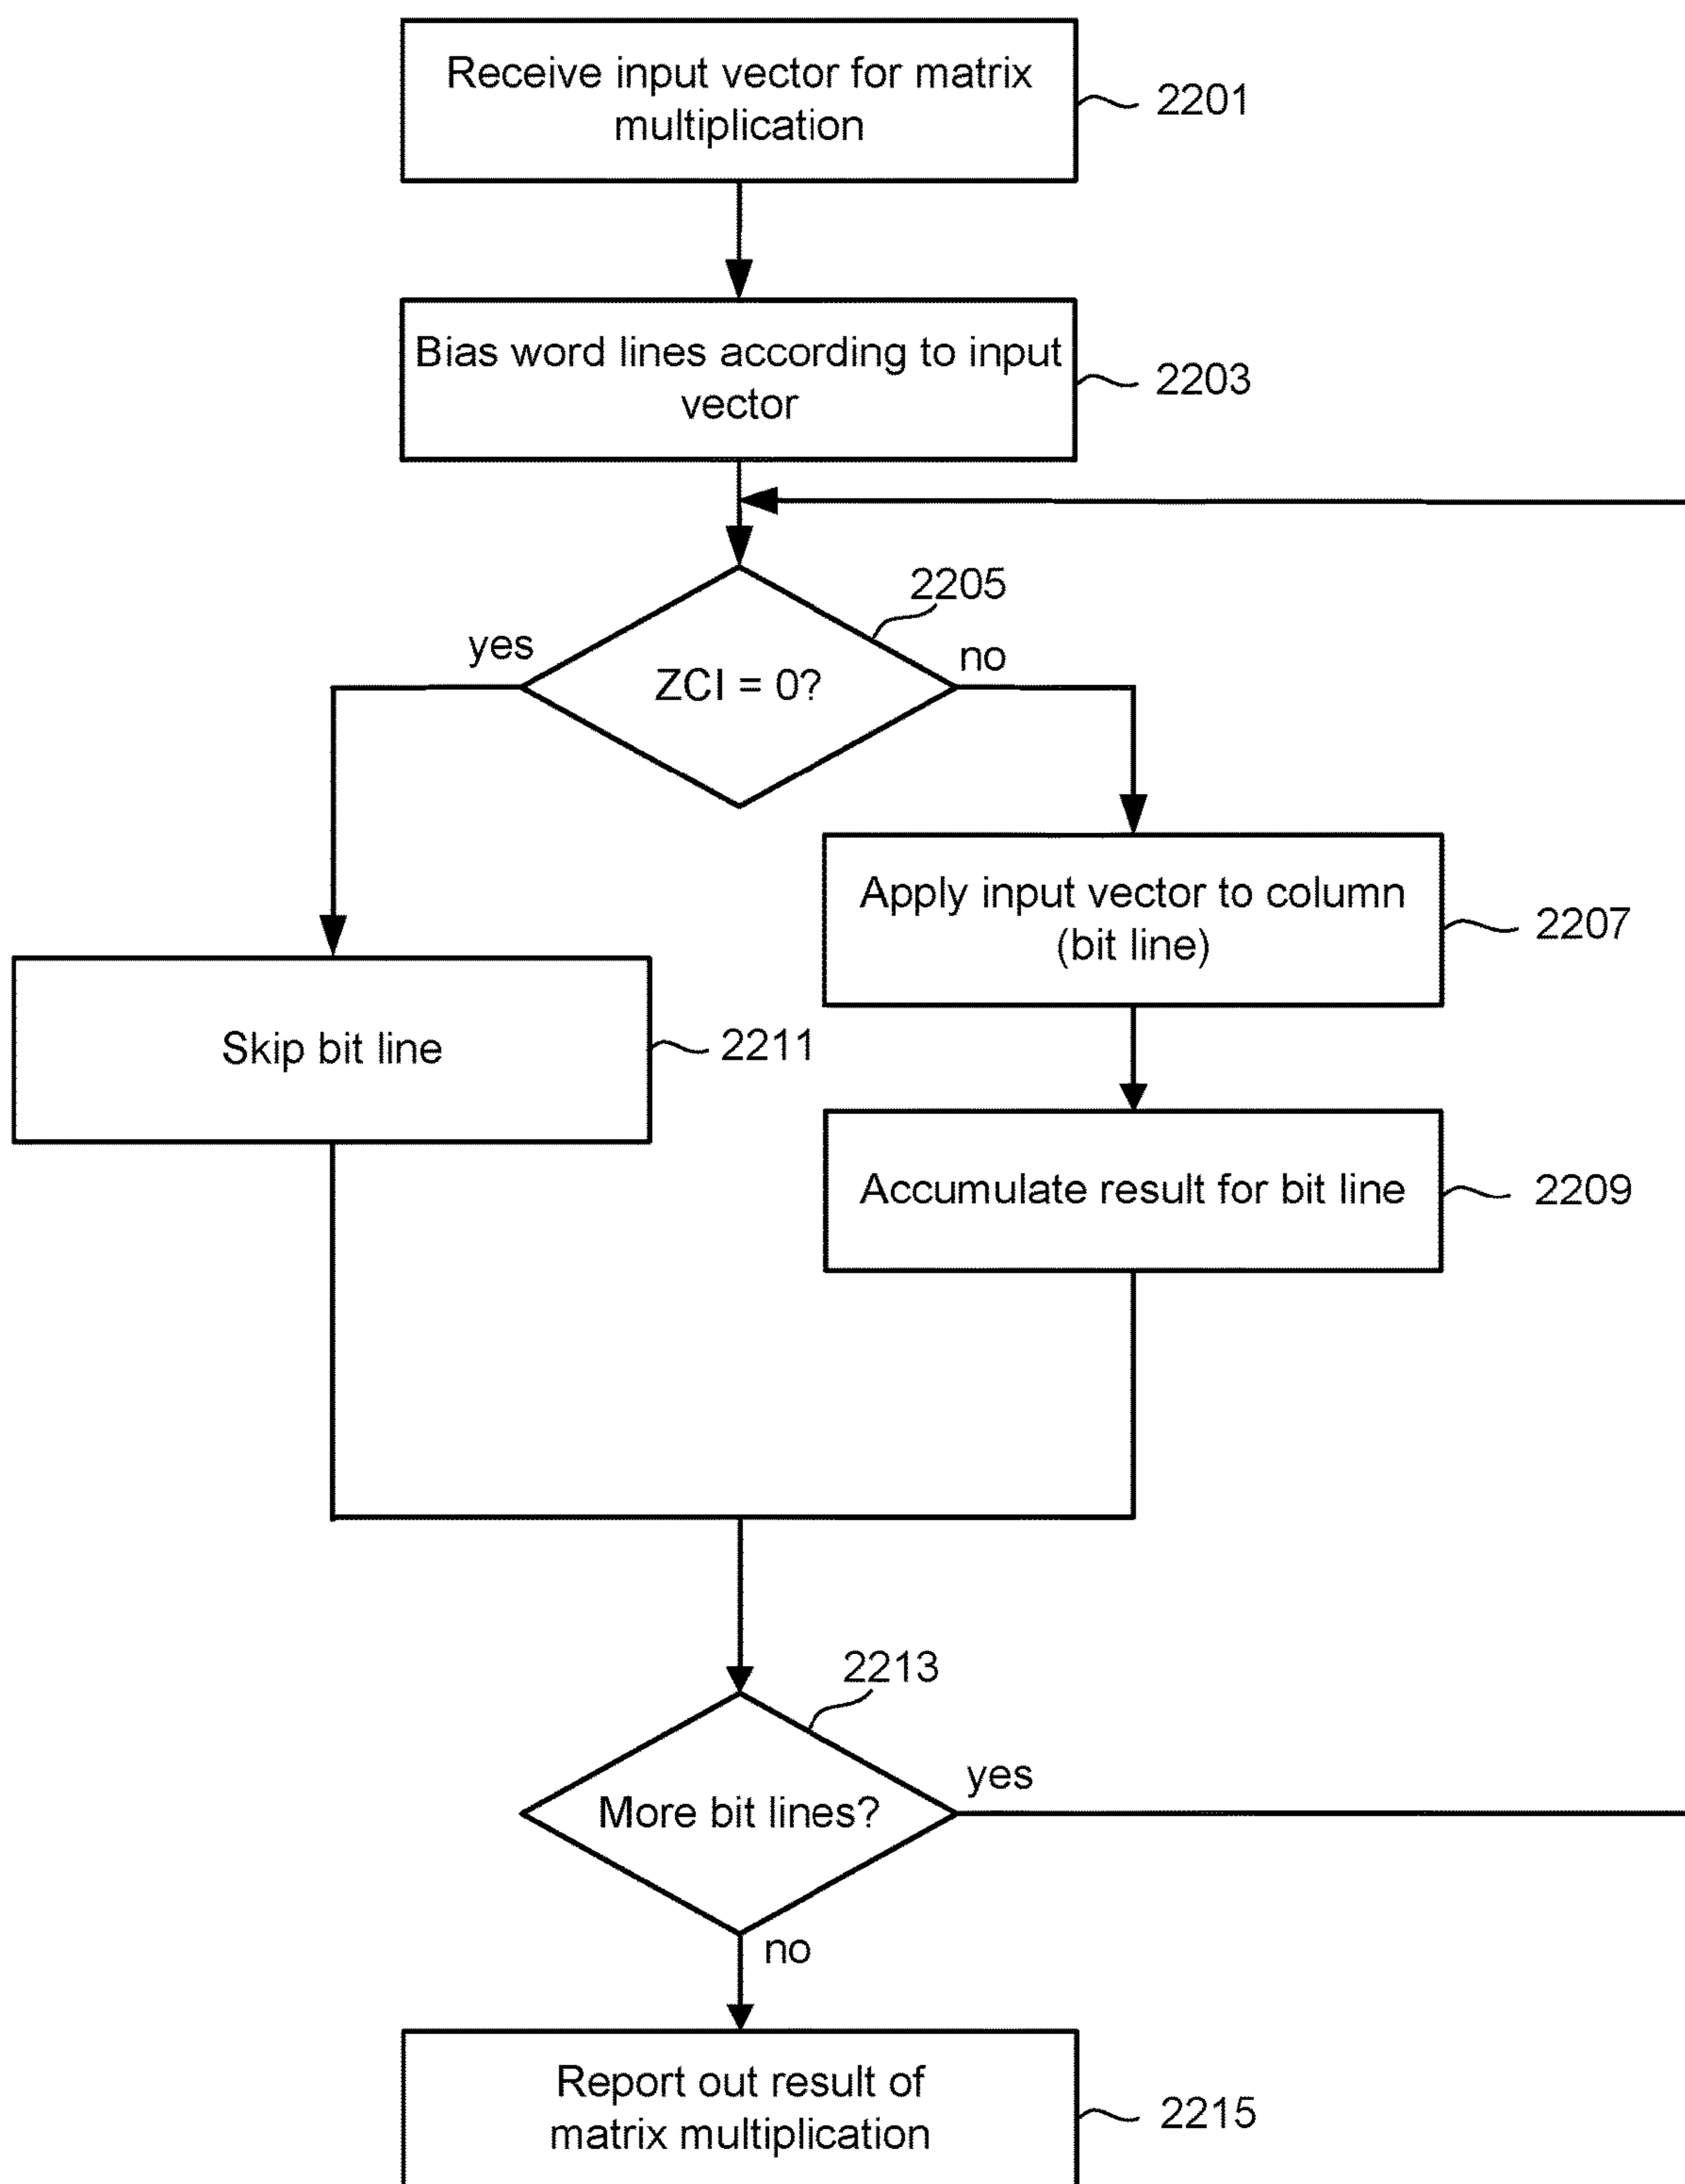 Receive input vector for matrix
multiplication
2201
Bias word lines according to input
vector
2203
2205
yes
no
ZCI = 0?
Apply input vector to column
(bit line)
2207
Skip bit line
2211
Accumulate result for bit line
2209
2213
yes
More bit lines?
no
Report out result of
matrix multiplication
2215